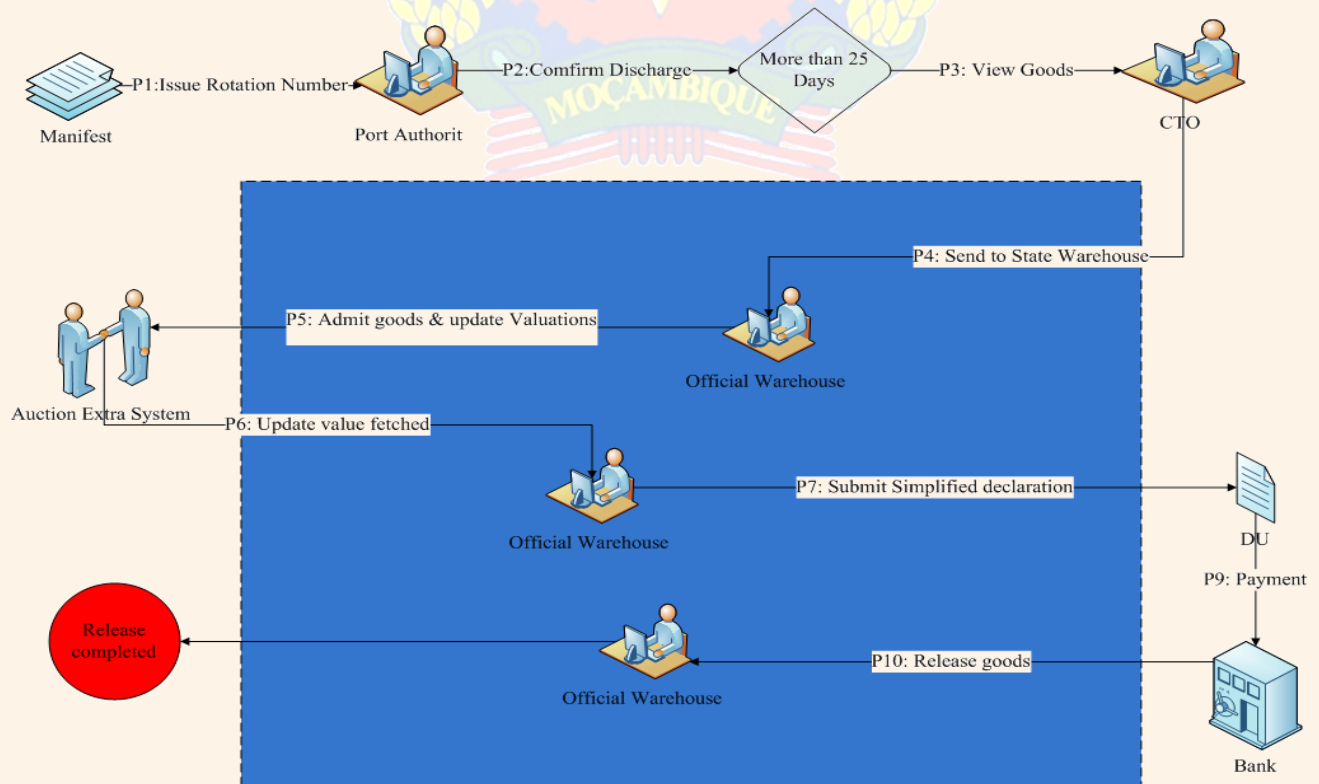 P1:Issue Rotation Number
P2:Comfirm Discharge
More than 25
Days
P3: View Goods
Manifest
Port Authorit
MOÇAMBIQUE
CTO
P4: Send to State Warehouse
P5: Admit goods & update Valuations
Official Warehouse
Auction Extra System
P6: Update value fetched
P7: Submit Simplified declaration
Official Warehouse
DU
P9: Payment
Release
completed
P10: Release goods
Official Warehouse
Bank